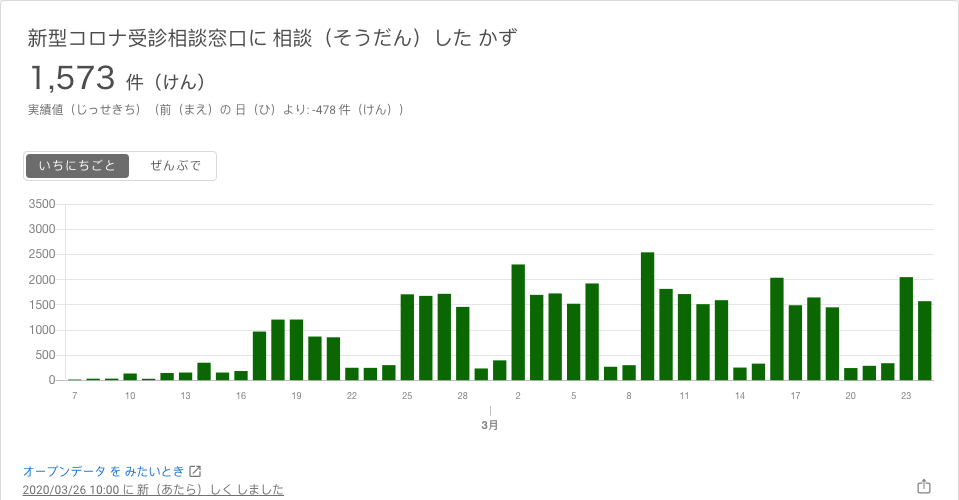 新型コロナ受診相談窓口に 相談（そうだん）した かず
1,573 件（けん）
実績値（じっせきち）（前（まえ）の 日（ひ）より: -478 件（けん））
いちにちごと ぜんぶで
3500
3000
2500
2000
1500
1000
500
0
7 10 13 16 19 22 25 28 2 5 8 11 14 17 20 23
3月
オープンデータ を みたいとき
2020/03/26 10:00 に 新（あたら）しく しました